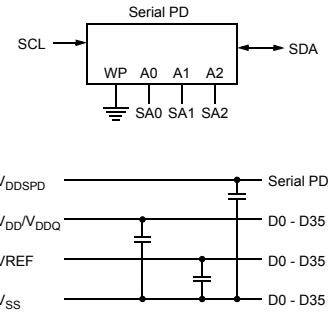 Serial PD
SCL
SDA
WP A0 A1 A2
SA0 SA1 SA2
VDDSPD Serial PD
VDD/VDDQ D0 - D35
VREF D0 - D35
VSS D0 - D35